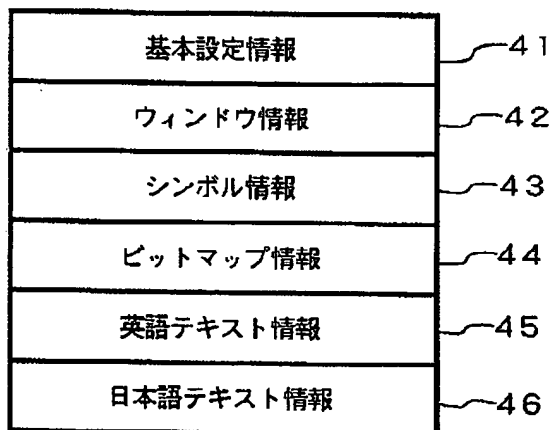 基本設定情報 41
ウィンドウ情報 42
シンボル情報 43
ビットマップ情報 44
英語テキスト情報 45
日本語テキスト情報 46